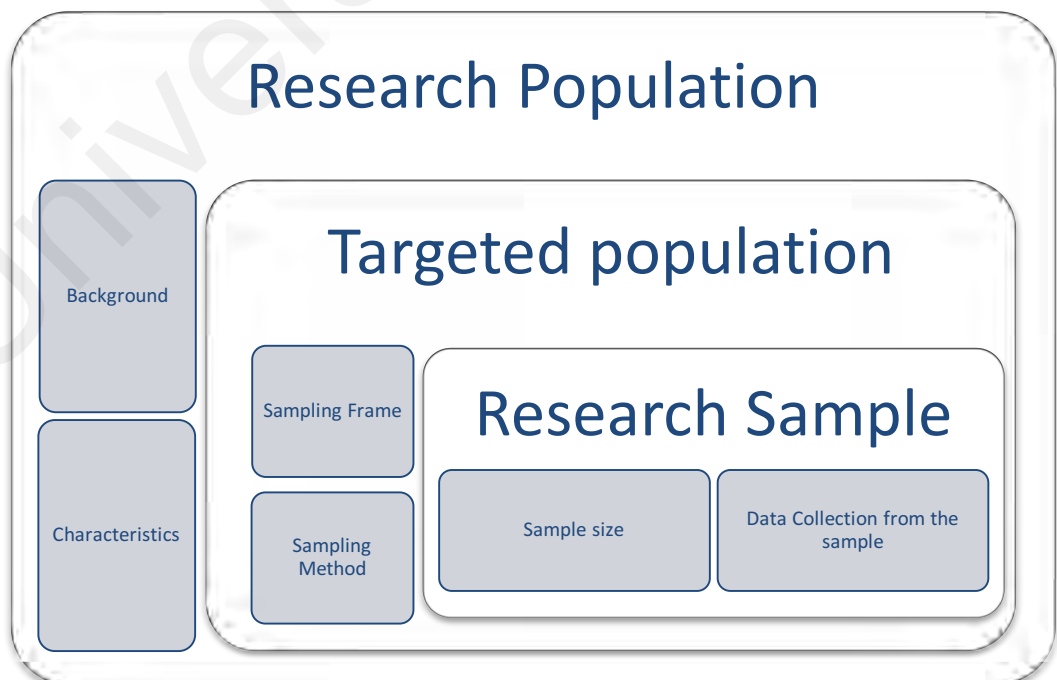 Research Population
Background
Characteristics
Targeted population
Sampling Frame
Sampling
Method
Research Sample
Sample size
Data Collection from the
sample